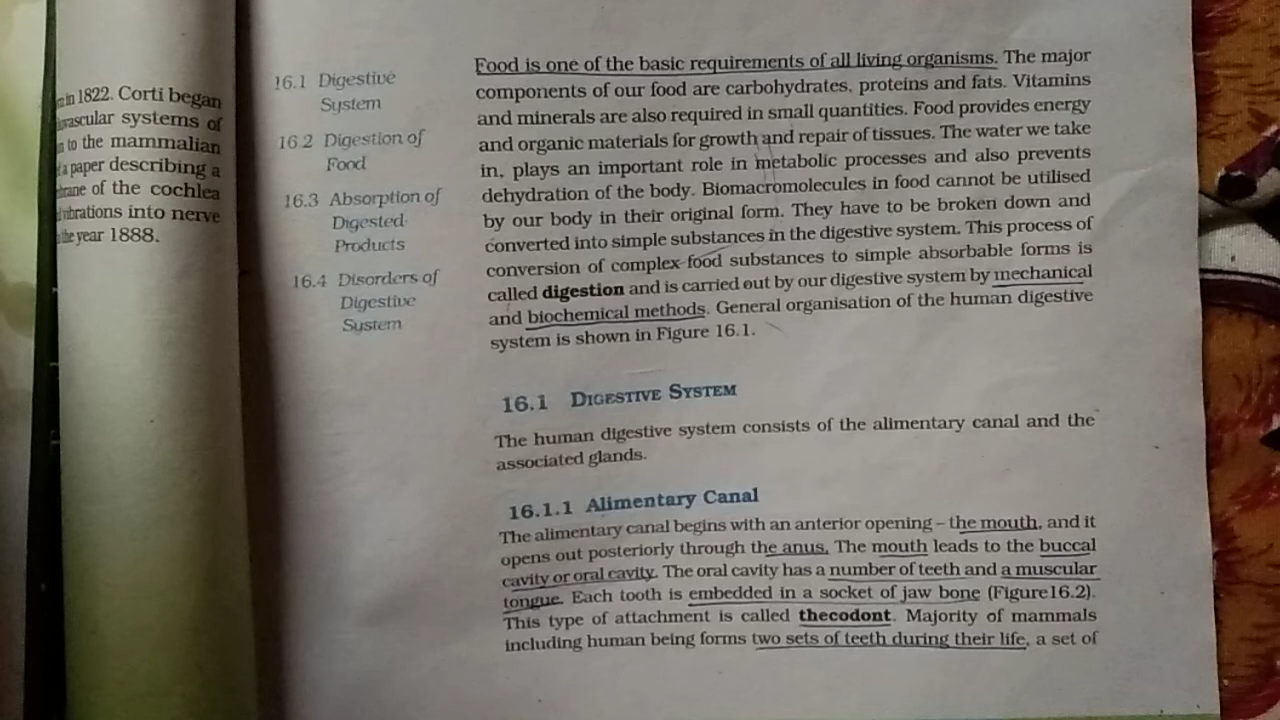 in 1822. Corti began
vascular systems of
to the mammalian
a paper describing a
of the cochlea
into nerve
year 1888.
16.1 Digestive
System
16.2 Digestion of
Food
16.3 Absorption of
Digested
Products
16.4 Disorders of
Digestive
System
Food is one of the basic requirements of all living organisms. The major
components of our food are carbohydrates, proteins and fats. Vitamins
and minerals are also required in small quantities. Food provides energy
and organic materials for growth and repair of tissues. The water we take
in, plays an important role in metabolic processes and also prevents
dehydration of the body. Biomacromolecules in food cannot be utilised
by our body in their original form. They have to be broken down and
converted into simple substances in the digestive system. This process of
conversion of complex food substances to simple absorbable forms is
called digestion and is carried out by our digestive system by mechanical
and biochemical methods. General organisation of the human digestive
system is shown in Figure 16.1.
16.1 DIGESTIVE SYSTEM
The human digestive system consists of the alimentary canal and the
associated glands.
16.1.1 Alimentary Canal
The alimentary canal begins with an anterior opening – the mouth, and it
opens out posteriorly through the anus. The mouth leads to the buccal
cavity or oral cavity. The oral cavity has a number of teeth and a muscular
tongue. Each tooth is embedded in a socket of jaw bone (Figure16.2).
This type of attachment is called thecodont. Majority of mammals
including human being forms two sets of teeth during their life, a set of